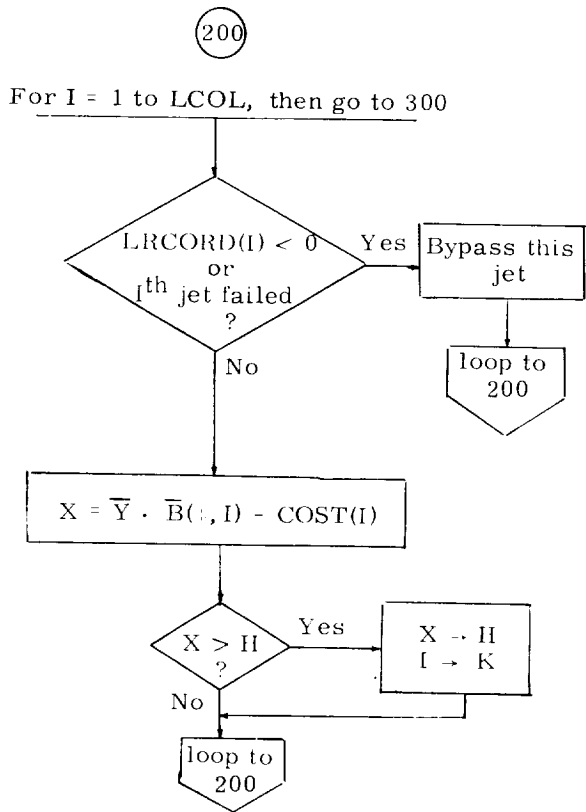 200
For I = 1 to LCOL, then go to 300
LRCORD(I) < 0
or
Ith jet failed
?
Yes
Bypass this
jet
loop to
200
No
X = Y̅ . B̅(:, I) - COST(I)
X > H
?
Yes
X → H
I → K
No
loop to
200